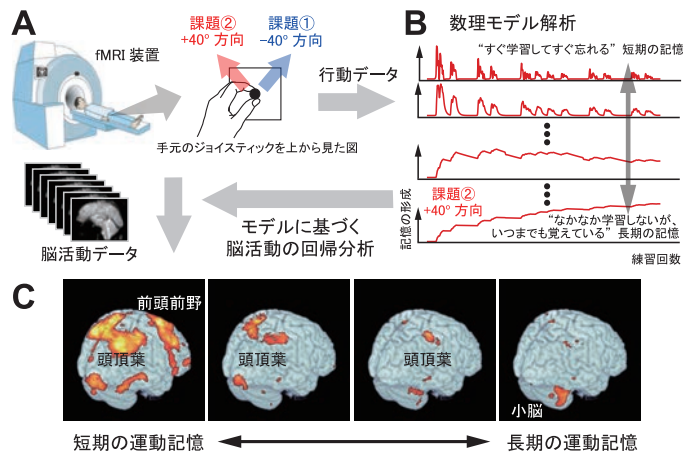 A
fMRI 装置
課題②
+40° 方向
課題①
−40° 方向
手元のジョイスティックを上から見た図
行動データ
脳活動データ
モデルに基づく
脳活動の回帰分析
B 数理モデル解析
“すぐ学習してすぐ忘れる” 短期の記憶
記憶の形成
課題②
+40° 方向
“なかなか学習しないが、
いつまでも覚えている” 長期の記憶
練習回数
C
前頭前野
頭頂葉
頭頂葉
頭頂葉
小脳
短期の運動記憶
長期の運動記憶